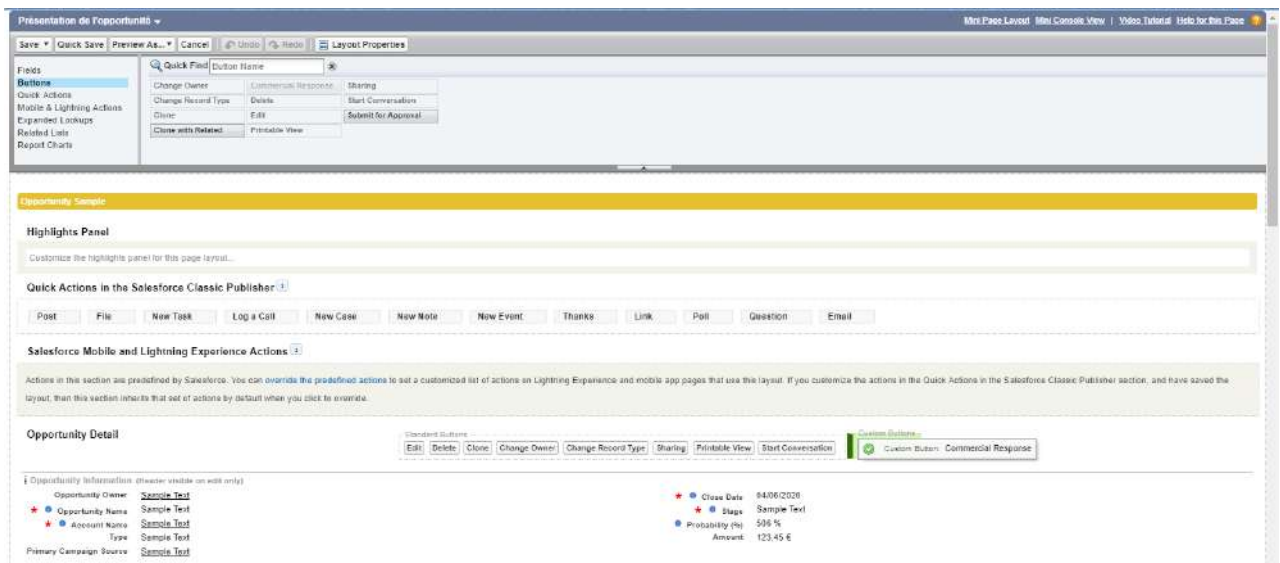 Présentation de l'opportunité
Mini Page Layout Mini Console View | Video Tutorial Help for this Page
Save Quick Save Preview As... Cancel Undo Redo Layout Properties
Fields
Buttons
Quick Actions
Mobile & Lightning Actions
Expanded Lookups
Related Lists
Report Charts
Quick Find Button Name
Change Owner Commercial Response Sharing
Change Record Type Delete Start Conversation
Clone Edit Submit for Approval
Clone with Related Printable View
Opportunity Sample
Highlights Panel
Customize the highlights panel for this page layout...
Quick Actions in the Salesforce Classic Publisher i
Post File New Task Log a Call New Case New Note New Event Thanks Link Poll Question Email
Salesforce Mobile and Lightning Experience Actions i
Actions in this section are predefined by Salesforce. You can override the predefined actions to set a customized list of actions on Lightning Experience and mobile app pages that use this layout. If you customize the actions in the Quick Actions in the Salesforce Classic Publisher section, and have saved the
layout, then this section inherits that set of actions by default when you click to override.
Opportunity Detail
Standard Buttons
Edit Delete Clone Change Owner Change Record Type Sharing Printable View Start Conversation
Custom Buttons
Custom Button Commercial Response
Opportunity Information (Header visible on edit only)
Opportunity Owner Sample Text
Opportunity Name Sample Text
Account Name Sample Text
Type Sample Text
Primary Campaign Source Sample Text
Close Date 04/06/2020
Stage Sample Text
Probability (%) 506 %
Amount 123,45 €